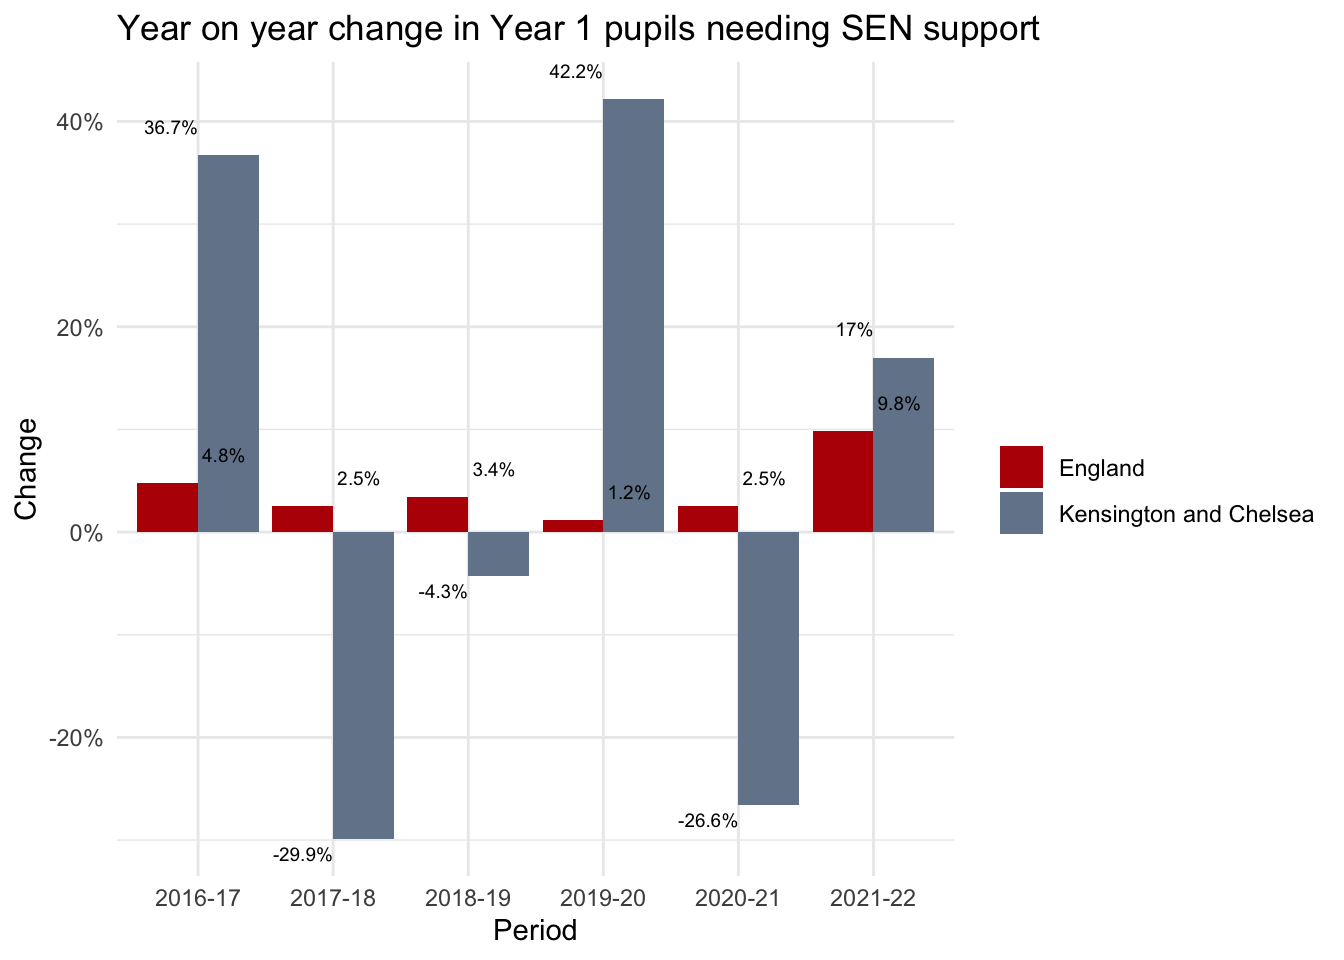 Year on year change in Year 1 pupils needing SEN support
42.2%
40%
36.7%
20%
17%
9.8%
4.8%
2.5%
3.4%
1.2%
2.5%
Change
England
Kensington and Chelsea
0%
-4.3%
-20%
-26.6%
-29.9%
2016-17 2017-18 2018-19 2019-20 2020-21 2021-22
Period